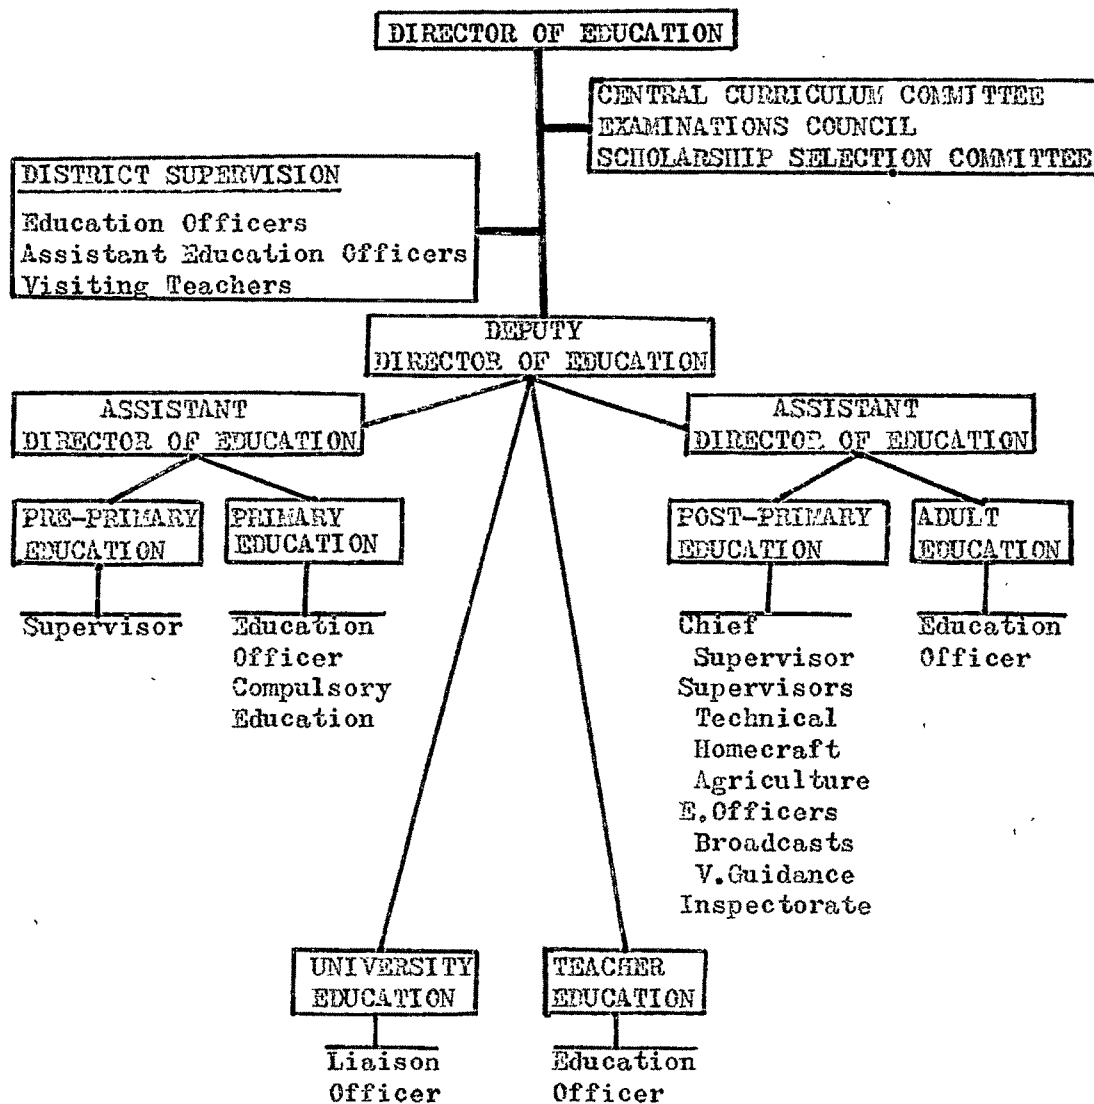 DIRECTOR OF EDUCATION
CENTRAL CURRICULUM COMMITTEE
EXAMINATIONS COUNCIL
SCHOLARSHIP SELECTION COMMITTEE
DISTRICT SUPERVISION
Education Officers
Assistant Education Officers
Visiting Teachers
DEPUTY
DIRECTOR OF EDUCATION
ASSISTANT
DIRECTOR OF EDUCATION
ASSISTANT
DIRECTOR OF EDUCATION
PRE-PRIMARY
EDUCATION
Supervisor
PRIMARY
EDUCATION
Education
Officer
Compulsory
Education
POST-PRIMARY
EDUCATION
Chief
Supervisor
Supervisors
Technical
Homecraft
Agriculture
E.Officers
Broadcasts
V.Guidance
Inspectorate
ADULT
EDUCATION
Education
Officer
UNIVERSITY
EDUCATION
Liaison
Officer
TEACHER
EDUCATION
Education
Officer